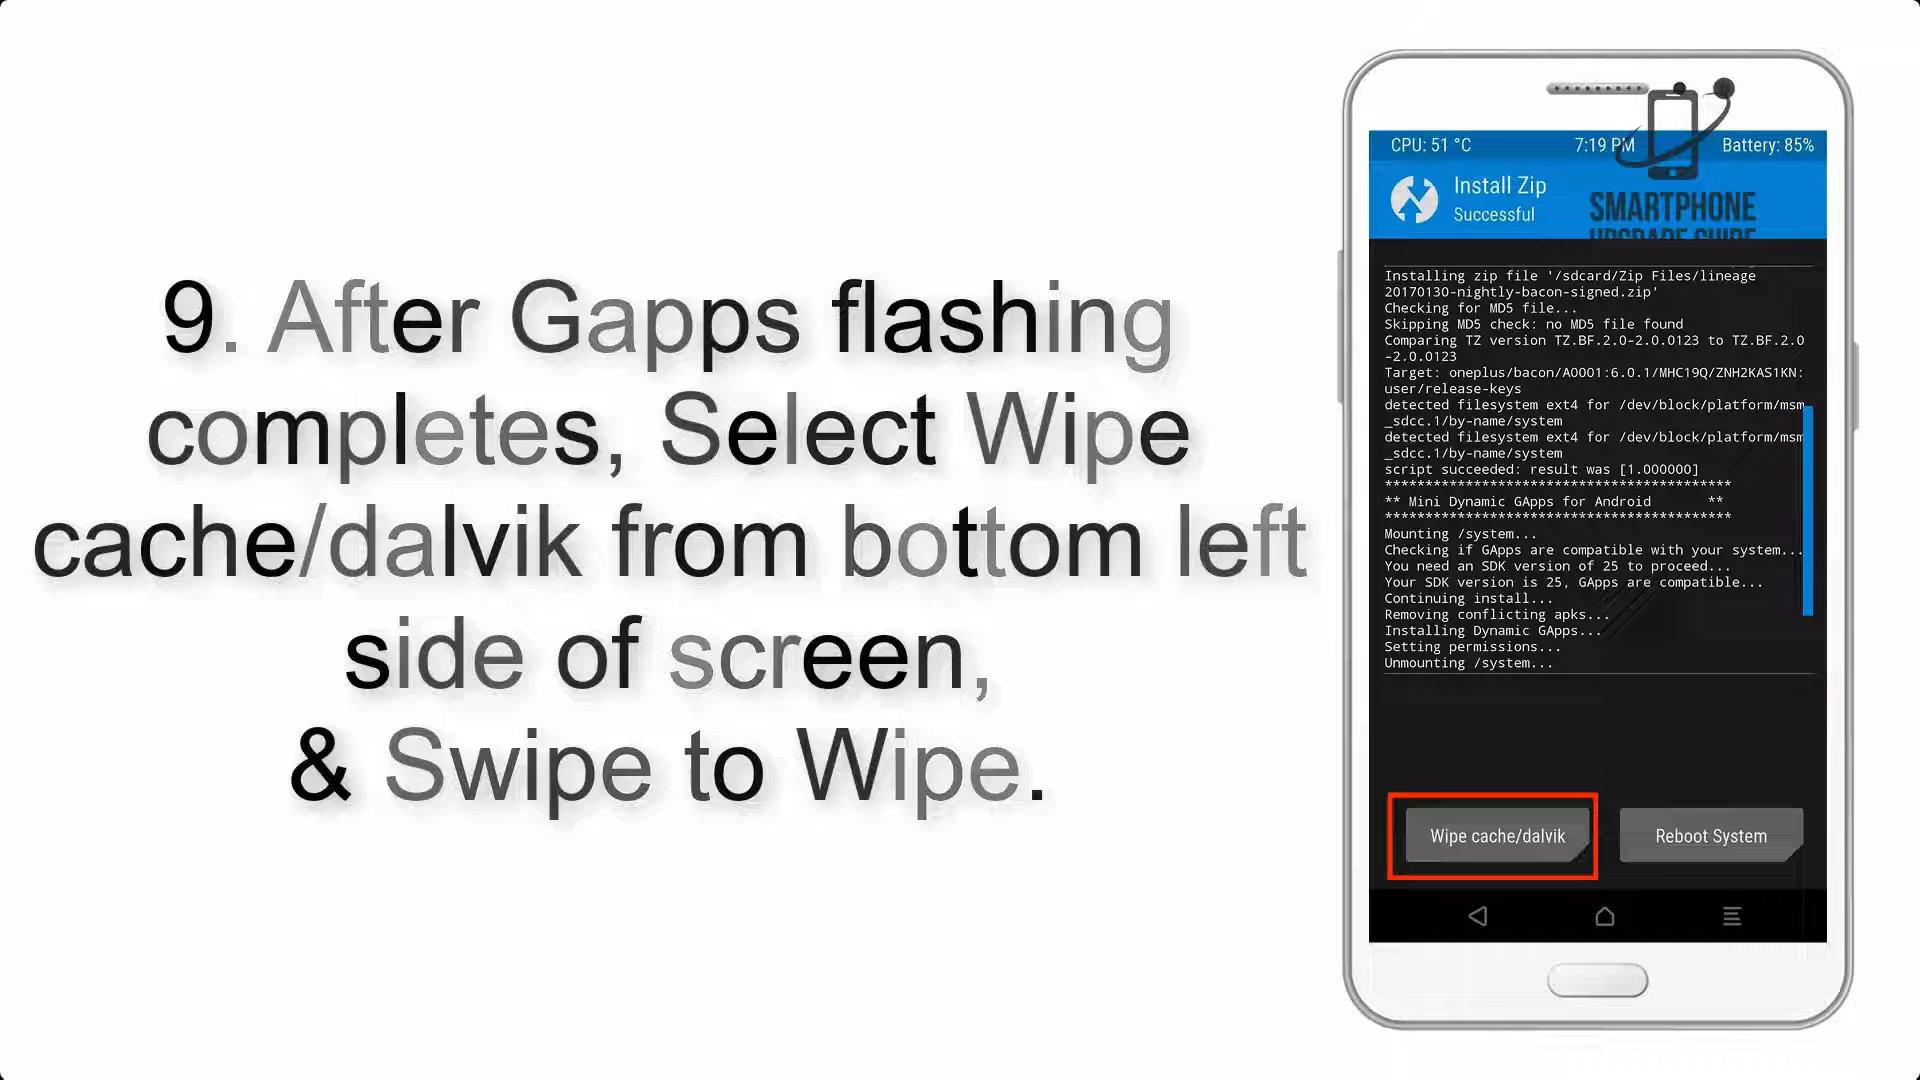 9. After Gapps flashing
completes, Select Wipe
cache/dalvik from bottom left
side of screen,
& Swipe to Wipe.
CPU: 51 °C 7:19 PM Battery: 85%
Install Zip
Successful
SMARTPHONE
UPGRADE GUIDE
Installing zip file '/sdcard/Zip Files/lineage
20170130-nightly-bacon-signed.zip'
Checking for MD5 file...
Skipping MD5 check: no MD5 file found
Comparing TZ version TZ.BF.2.0-2.0.0123 to TZ.BF.2.0
-2.0.0123
Target: oneplus/bacon/A0001:6.0.1/MHC19Q/ZNH2KAS1KN:
user/release-keys
detected filesystem ext4 for /dev/block/platform/msm
_sdcc.1/by-name/system
detected filesystem ext4 for /dev/block/platform/msm
_sdcc.1/by-name/system
script succeeded: result was [1.000000]
******************************************
** Mini Dynamic GApps for Android **
******************************************
Mounting /system...
Checking if GApps are compatible with your system...
You need an SDK version of 25 to proceed...
Your SDK version is 25, GApps are compatible...
Continuing install...
Removing conflicting apks...
Installing Dynamic GApps...
Setting permissions...
Unmounting /system...
Wipe cache/dalvik Reboot System